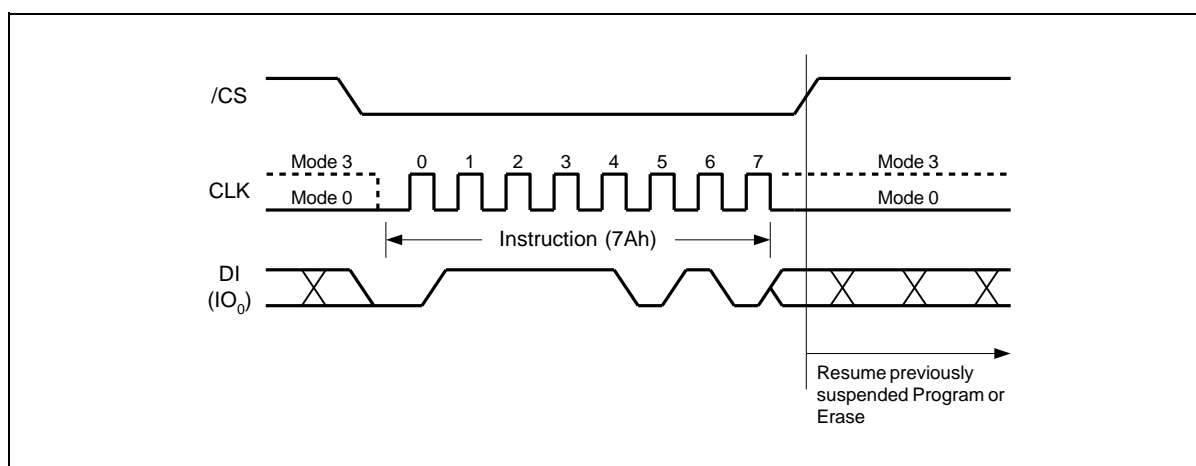 /CS
Mode 3 0 1 2 3 4 5 6 7 Mode 3
CLK
Mode 0 Mode 0
Instruction (7Ah)
DI
(IO0)
Resume previously
suspended Program or
Erase